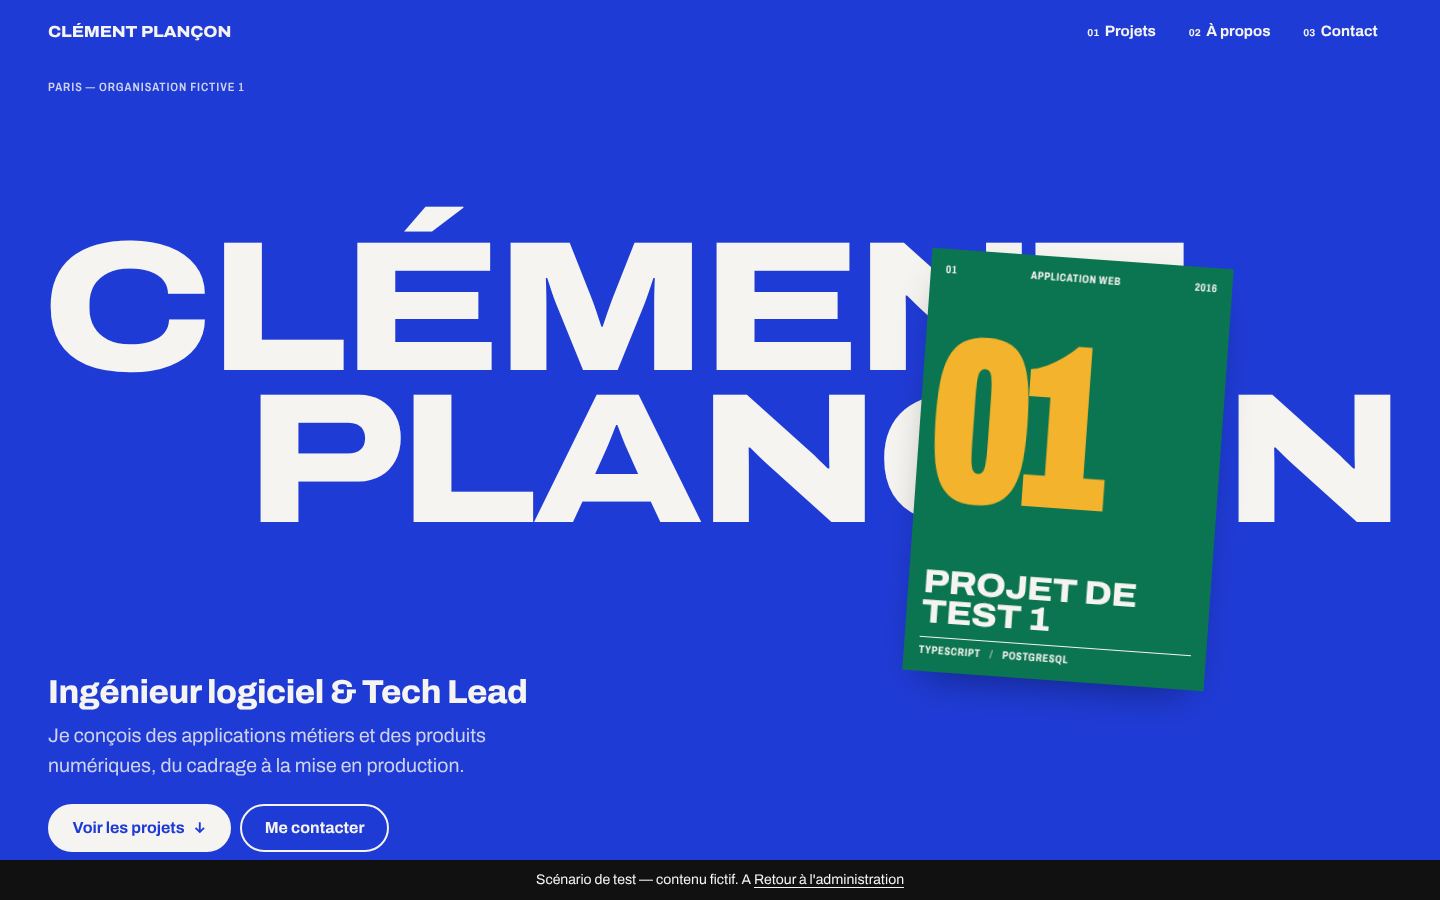 CLÉMENT PLANÇON
01 Projets
02 À propos
03 Contact
PARIS — ORGANISATION FICTIVE 1
CLÉMENT
PLANÇON
01 APPLICATION WEB 2016
01
PROJET DE
TEST 1
TYPESCRIPT / POSTGRESQL
Ingénieur logiciel & Tech Lead
Je conçois des applications métiers et des produits
numériques, du cadrage à la mise en production.
Voir les projets ↓
Me contacter
Scénario de test — contenu fictif. A Retour à l'administration